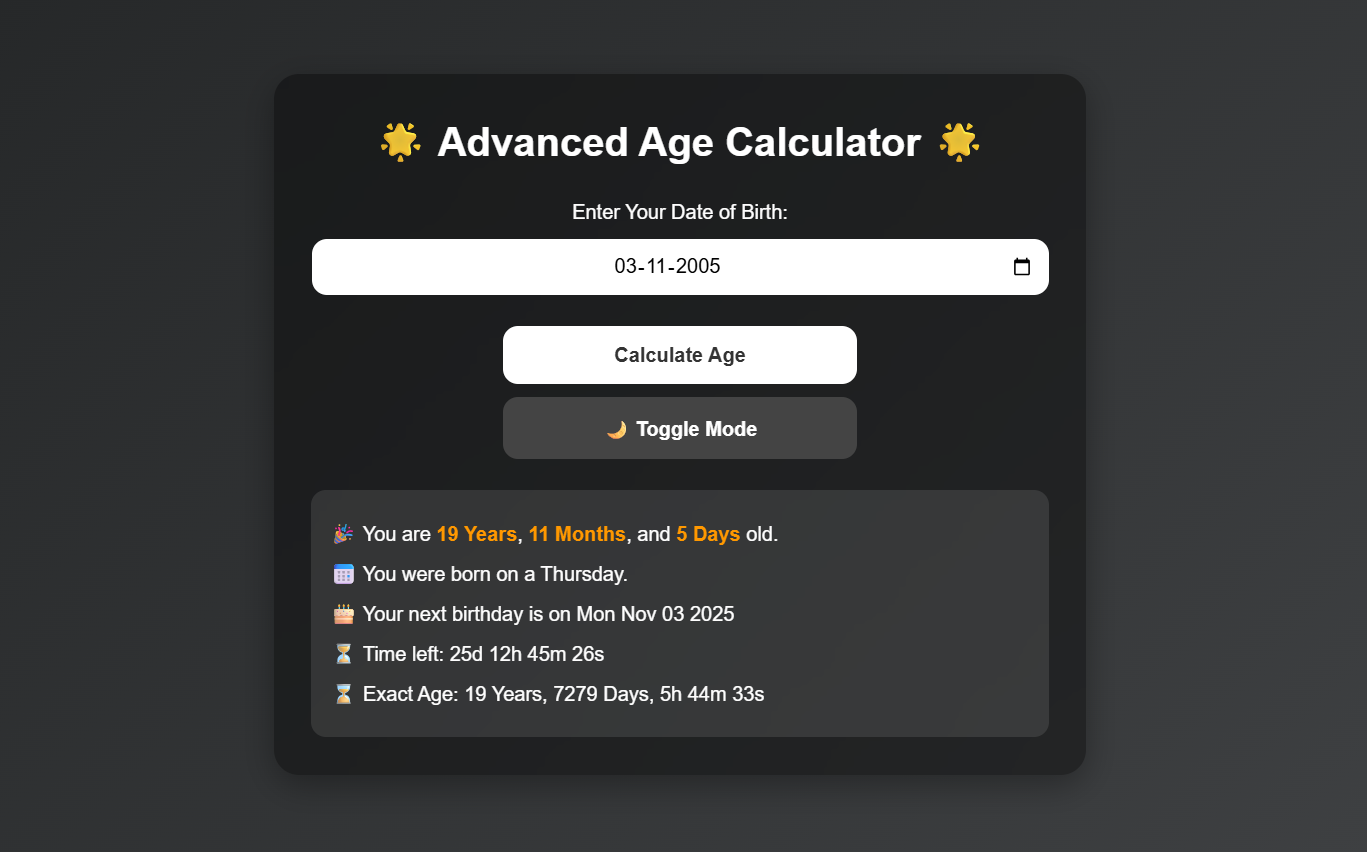 🌟 Advanced Age Calculator 🌟
Enter Your Date of Birth:
03-11-2005
Calculate Age
🌙 Toggle Mode
🎉 You are 19 Years, 11 Months, and 5 Days old.
📅 You were born on a Thursday.
🎂 Your next birthday is on Mon Nov 03 2025
⏳ Time left: 25d 12h 45m 26s
⏳ Exact Age: 19 Years, 7279 Days, 5h 44m 33s